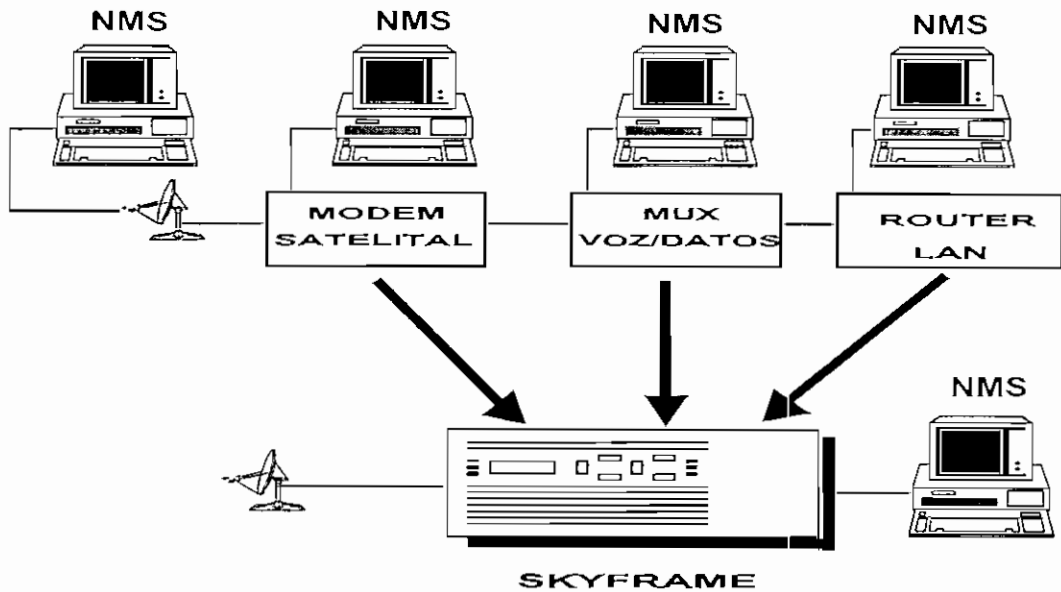 NMS
NMS
NMS
NMS
MODEM
SATELITAL
MUX
VOZ/DATOS
ROUTER
LAN
NMS
SKYFRAME